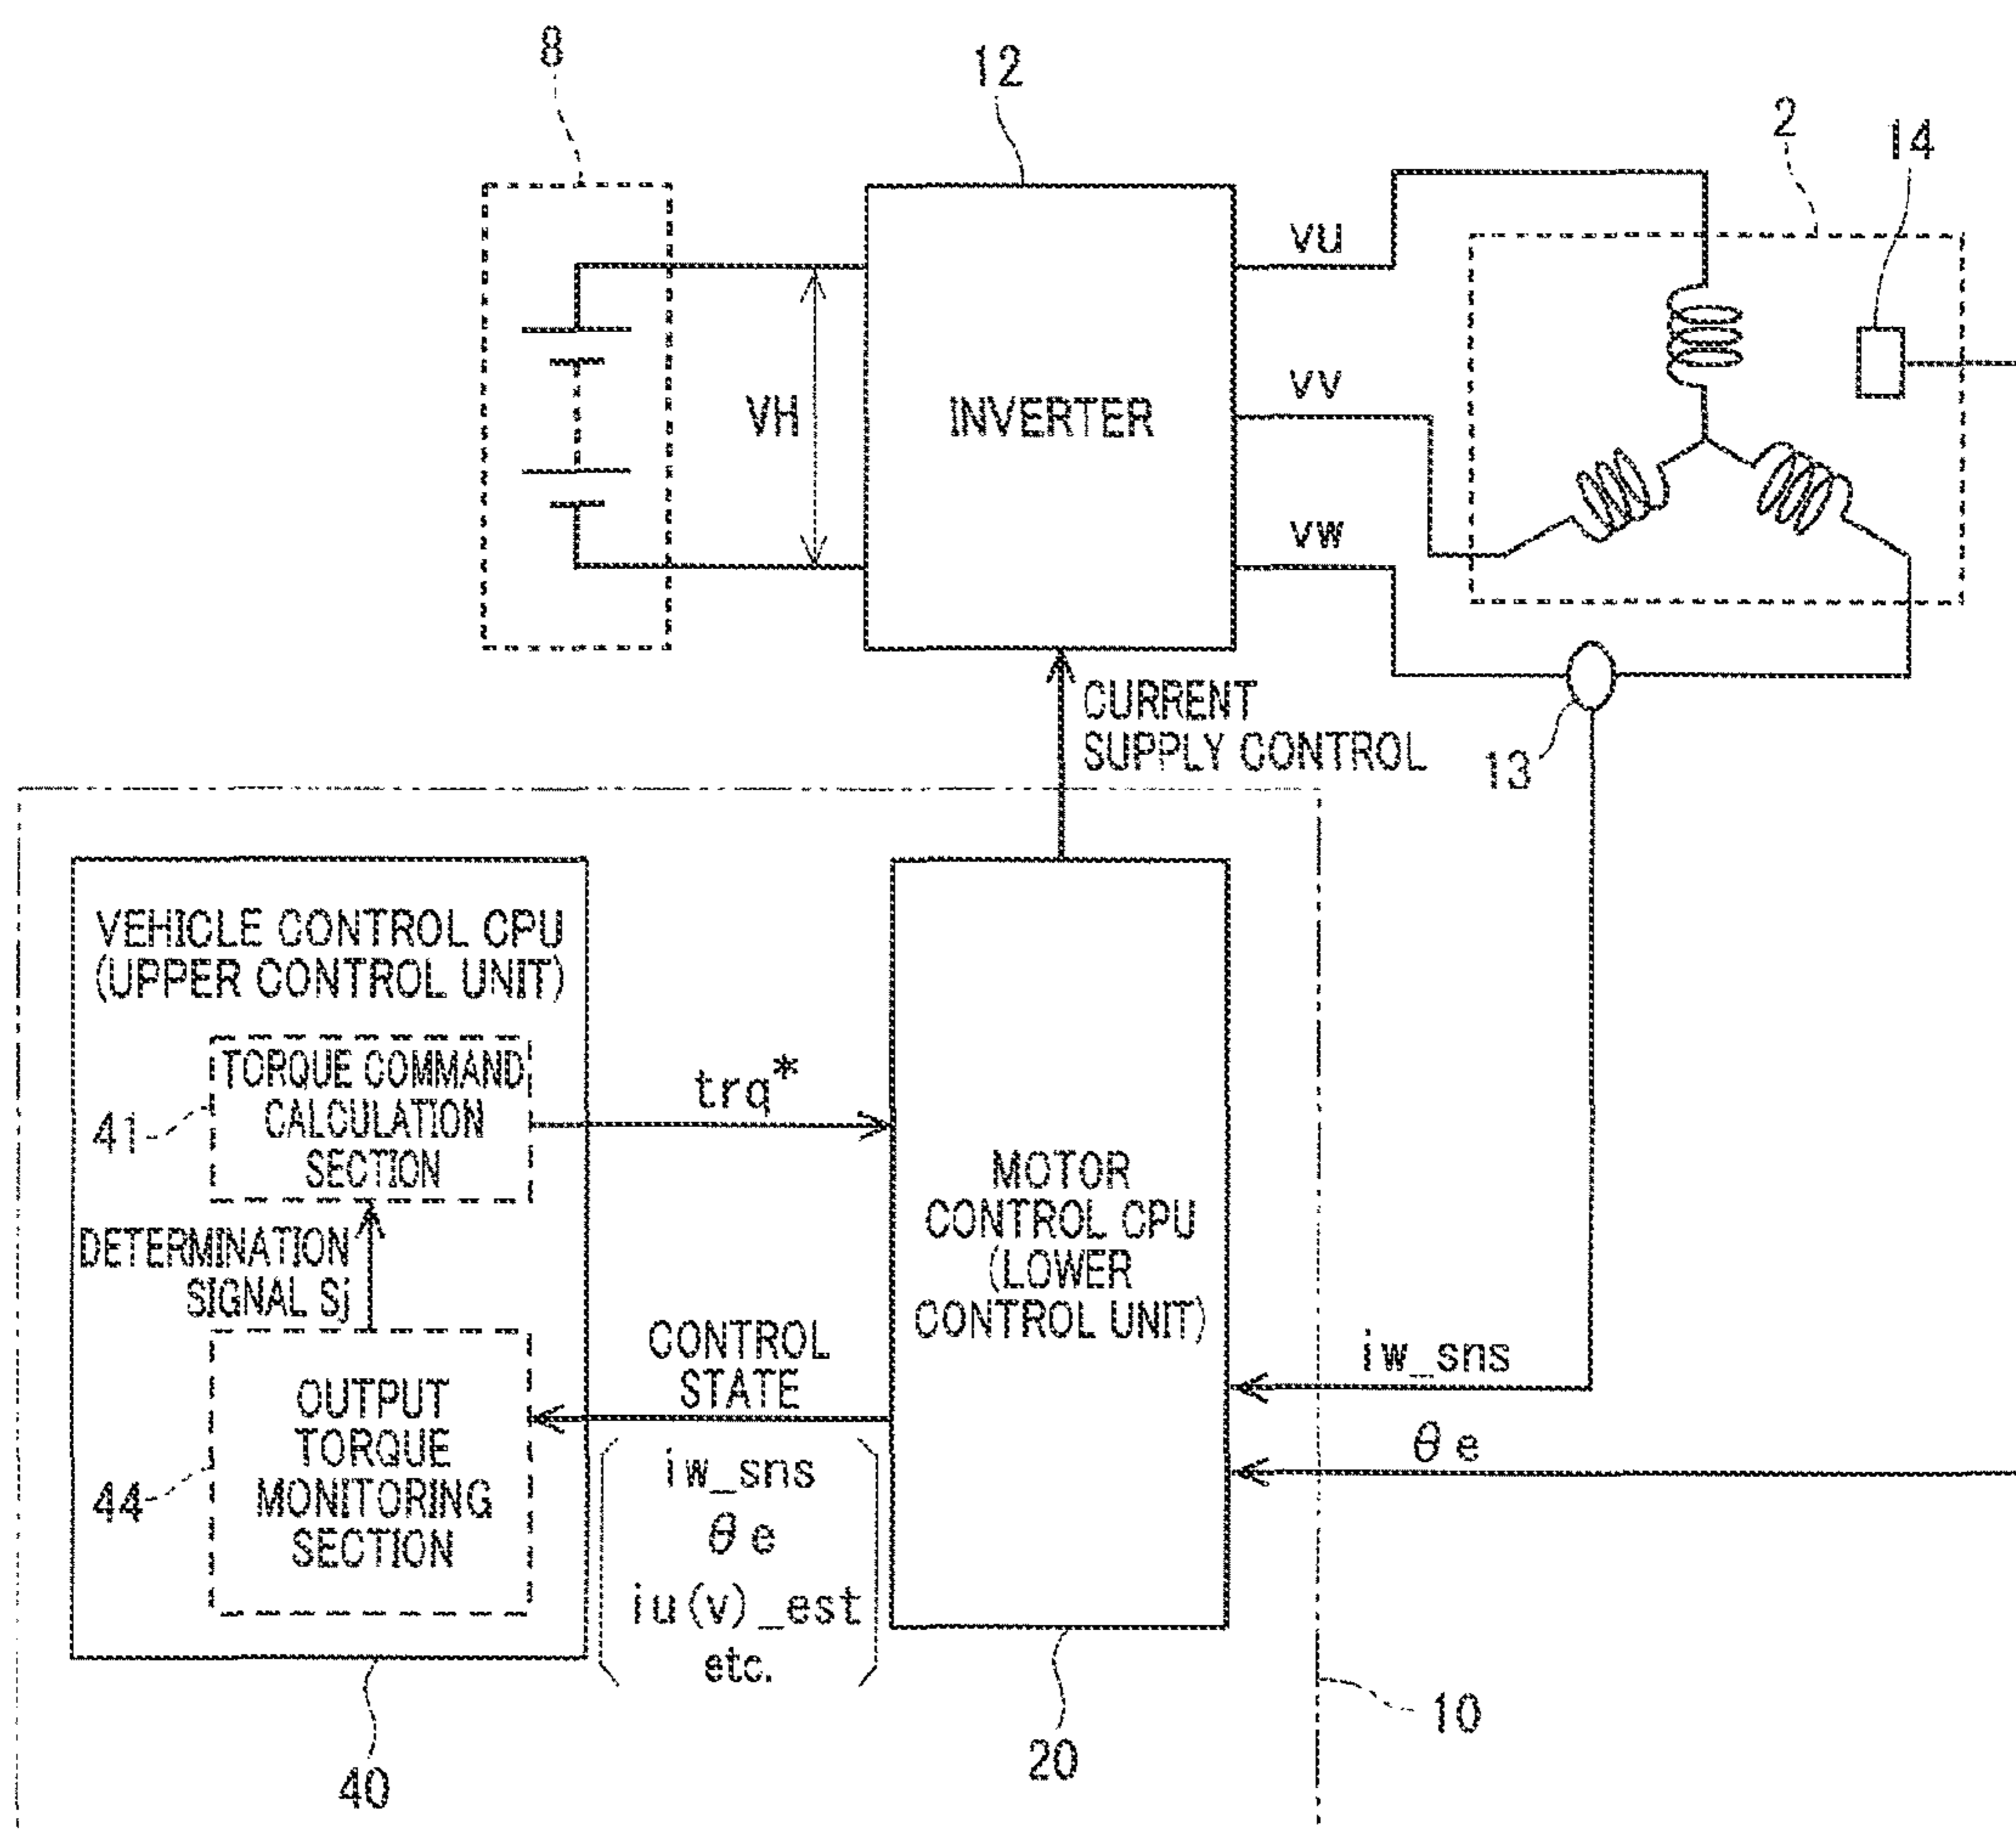 8
12
2
14
vu
vv
vw
VH
INVERTER
CURRENT
SUPPLY CONTROL
13
VEHICLE CONTROL CPU
(UPPER CONTROL UNIT)
TORQUE COMMAND
CALCULATION
SECTION
41
trq*
DETERMINATION
SIGNAL Sj
MOTOR
CONTROL CPU
(LOWER
CONTROL UNIT)
CONTROL
STATE
iw_sns
θe
OUTPUT
TORQUE
MONITORING
SECTION
44
iw_sns
θe
iu(v)_est
etc.
10
20
40